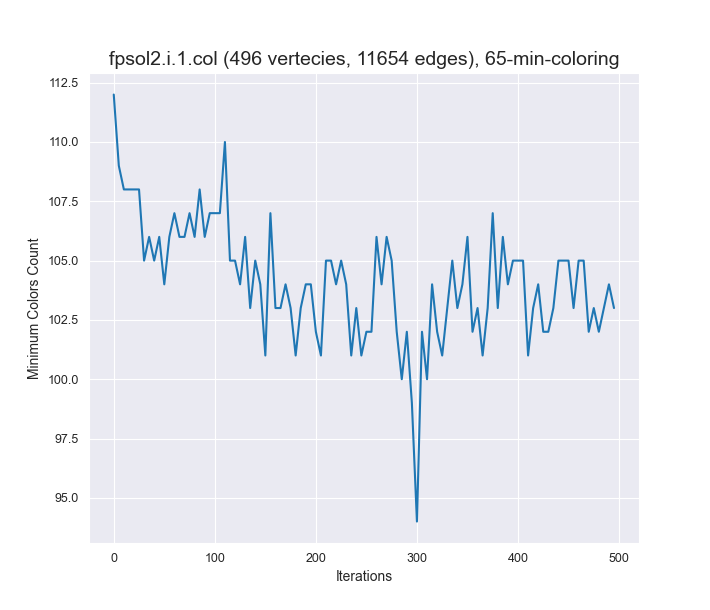 fpsol2.i.1.col (496 vertecies, 11654 edges), 65-min-coloring
112.5
110.0
107.5
105.0
102.5
100.0
97.5
95.0
Minimum Colors Count
0 100 200 300 400 500
Iterations